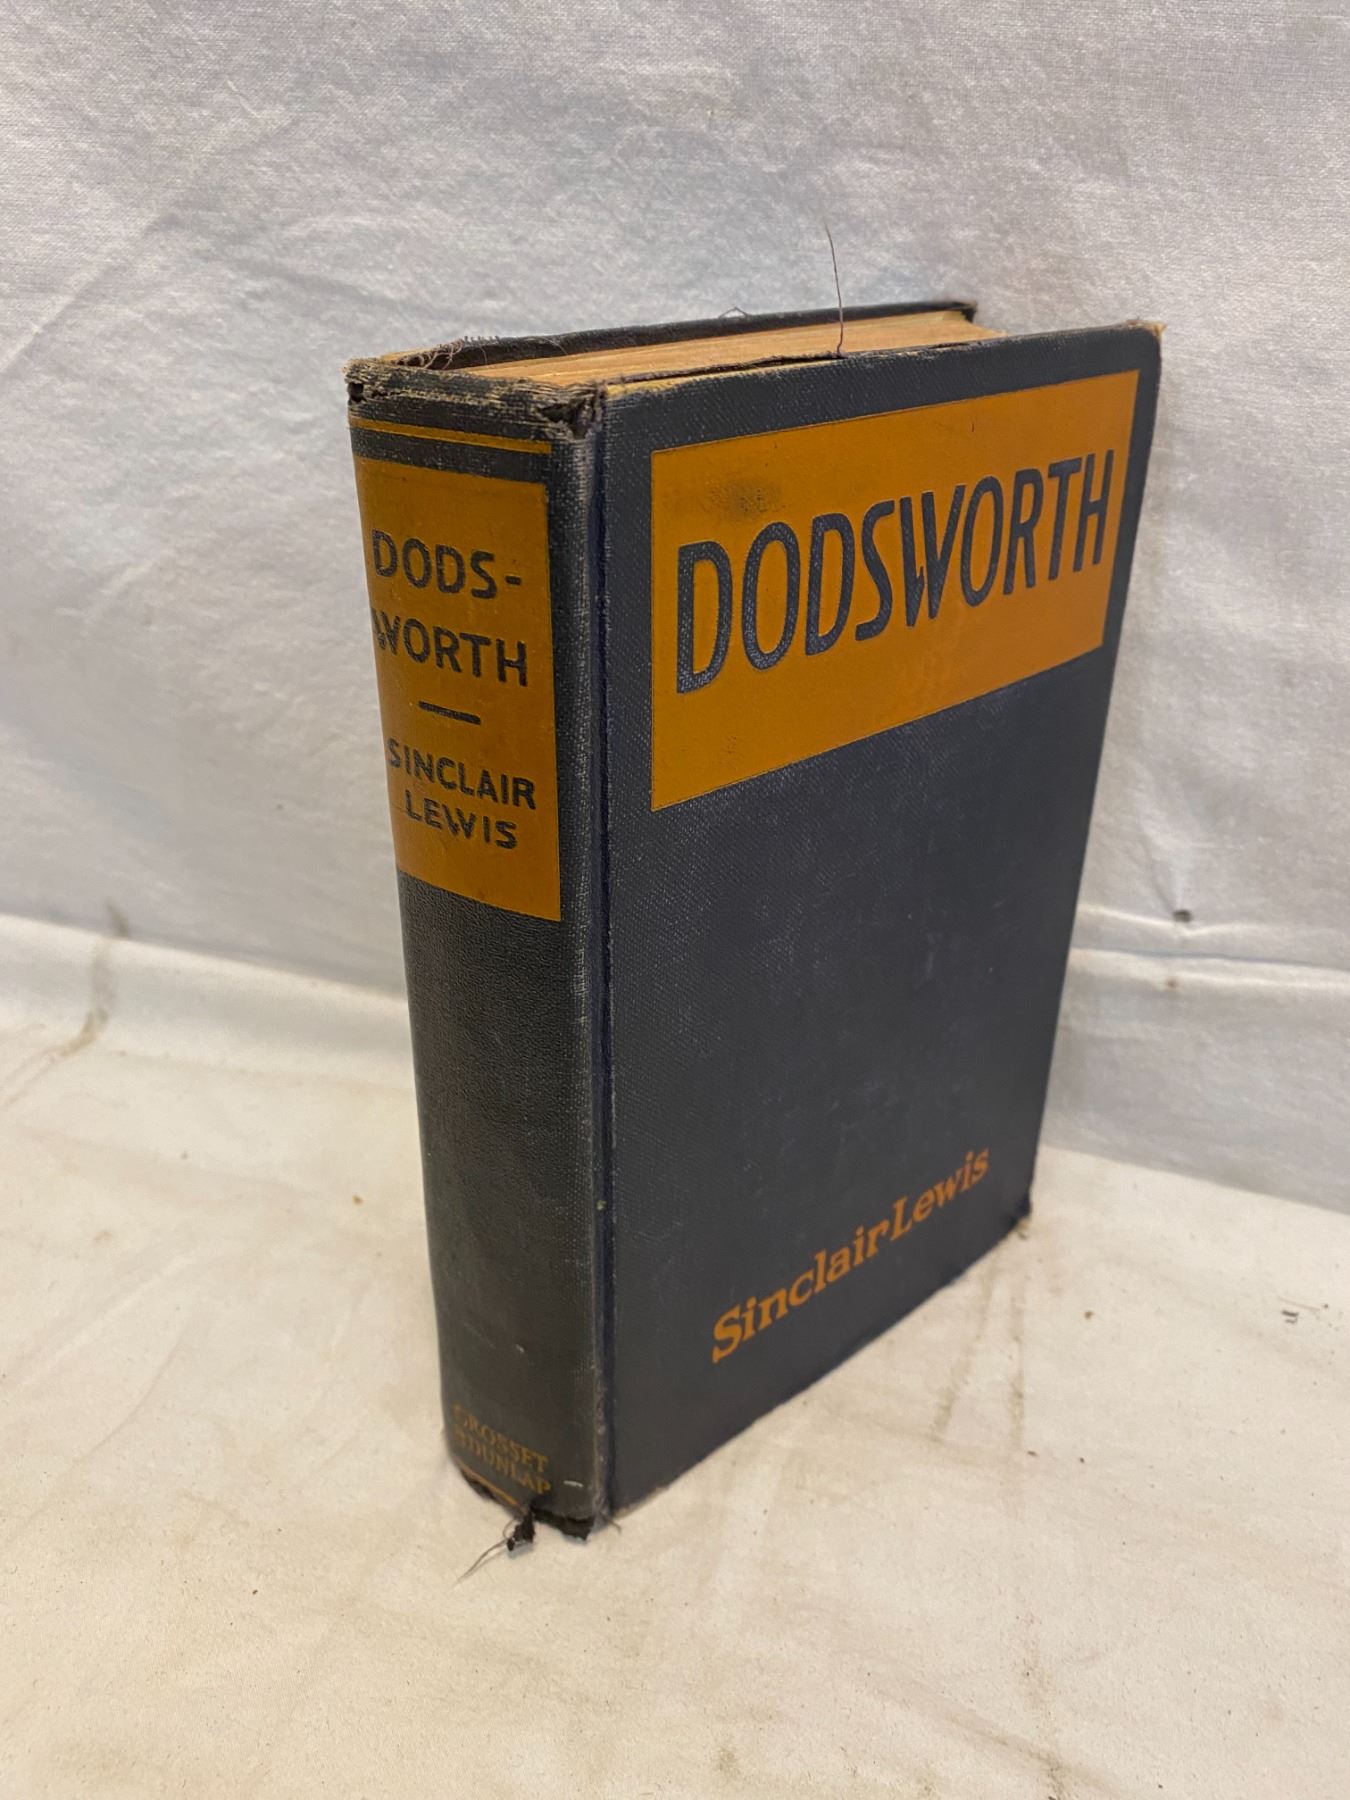 DODS-
WORTH
SINCLAIR
LEWIS
GROSSET
& DUNLAP
DODSWORTH
Sinclair Lewis